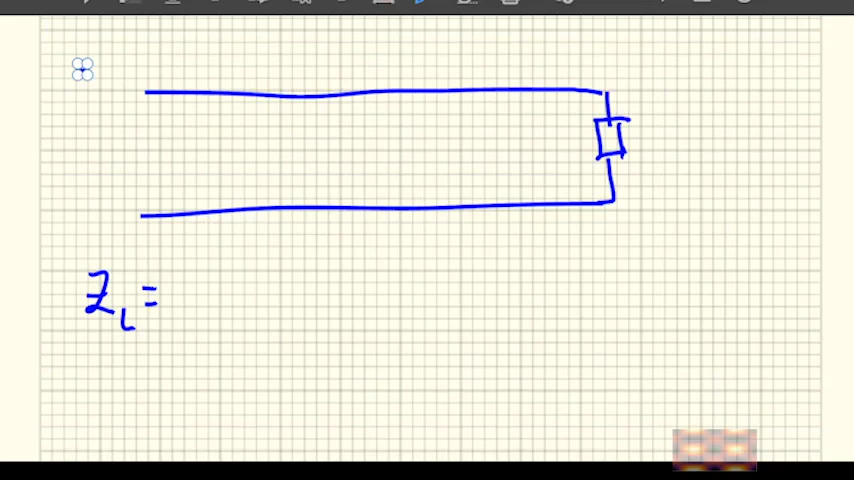 Z_L =